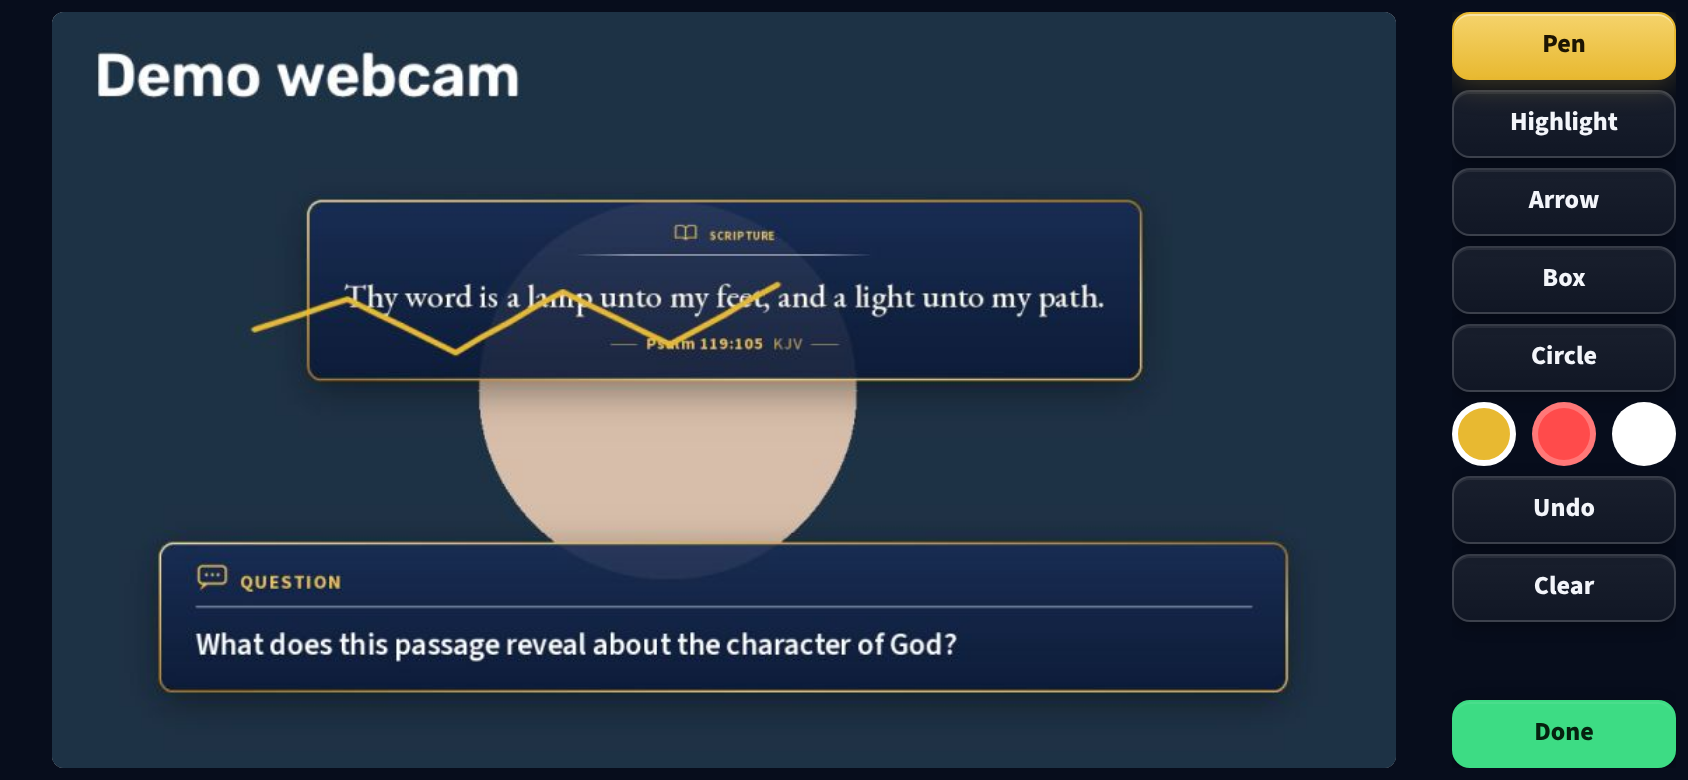 Demo webcam
SCRIPTURE
Thy word is a lamp unto my feet, and a light unto my path.
Psalm 119:105 KJV
QUESTION
What does this passage reveal about the character of God?
Pen
Highlight
Arrow
Box
Circle
Undo
Clear
Done